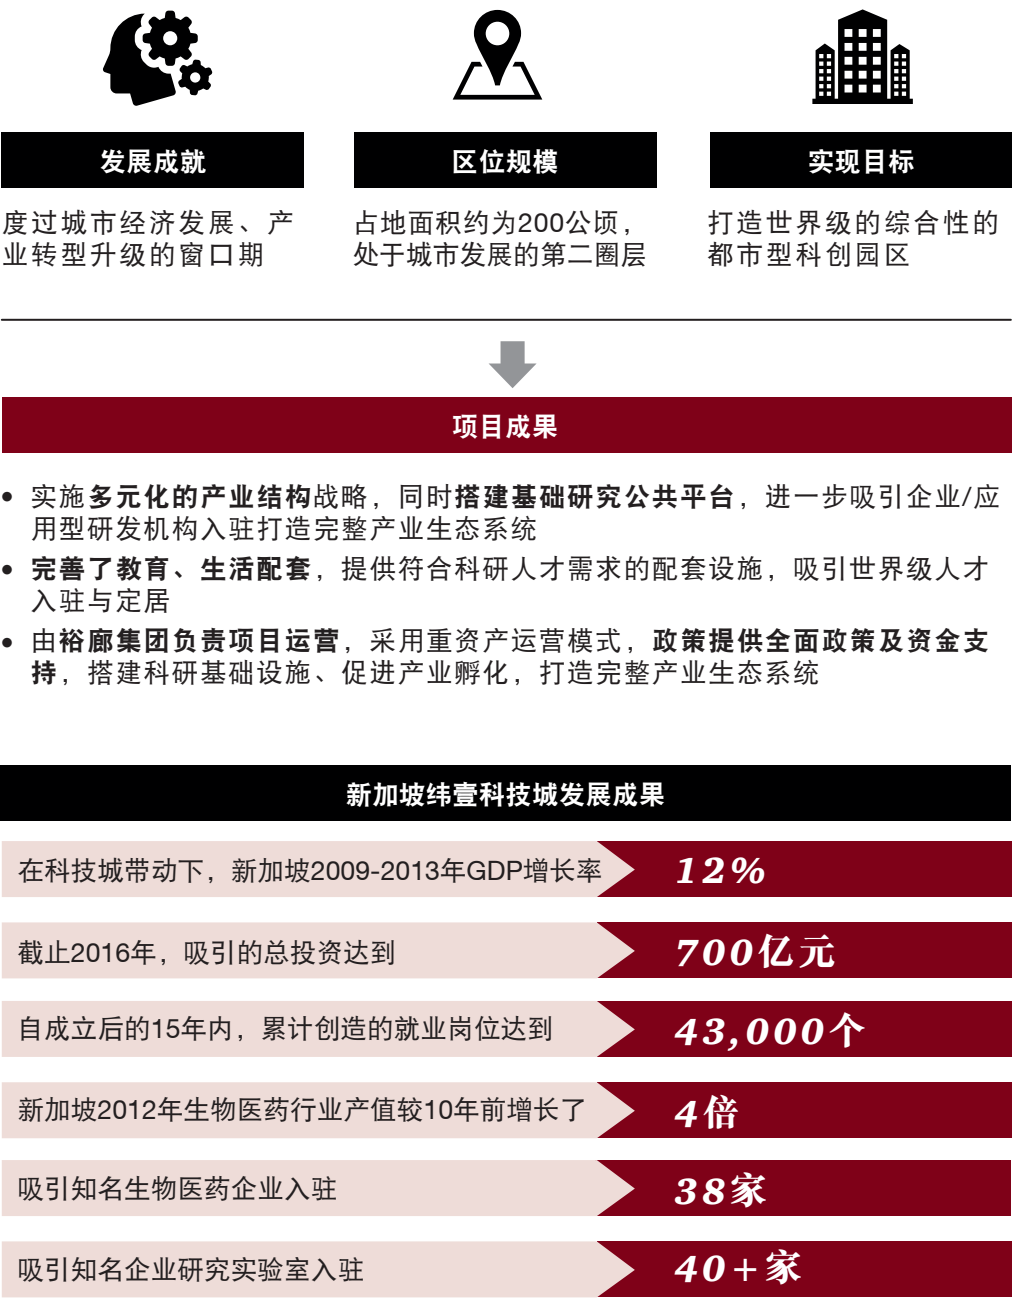 发展成就
区位规模
实现目标
度过城市经济发展、产
业转型升级的窗口期
占地面积约为200公顷，
处于城市发展的第二圈层
打造世界级的综合性的
都市型科创园区
项目成果
• 实施多元化的产业结构战略，同时搭建基础研究公共平台，进一步吸引企业/应
用型研发机构入驻打造完整产业生态系统
• 完善了教育、生活配套，提供符合科研人才需求的配套设施，吸引世界级人才
入驻与定居
• 由裕廊集团负责项目运营，采用重资产运营模式，政策提供全面政策及资金支
持，搭建科研基础设施、促进产业孵化，打造完整产业生态系统
新加坡纬壹科技城发展成果
在科技城带动下，新加坡2009-2013年GDP增长率 12%
截止2016年，吸引的总投资达到 700亿元
自成立后的15年内，累计创造的就业岗位达到 43,000个
新加坡2012年生物医药行业产值较10年前增长了 4倍
吸引知名生物医药企业入驻 38家
吸引知名企业研究实验室入驻 40+家